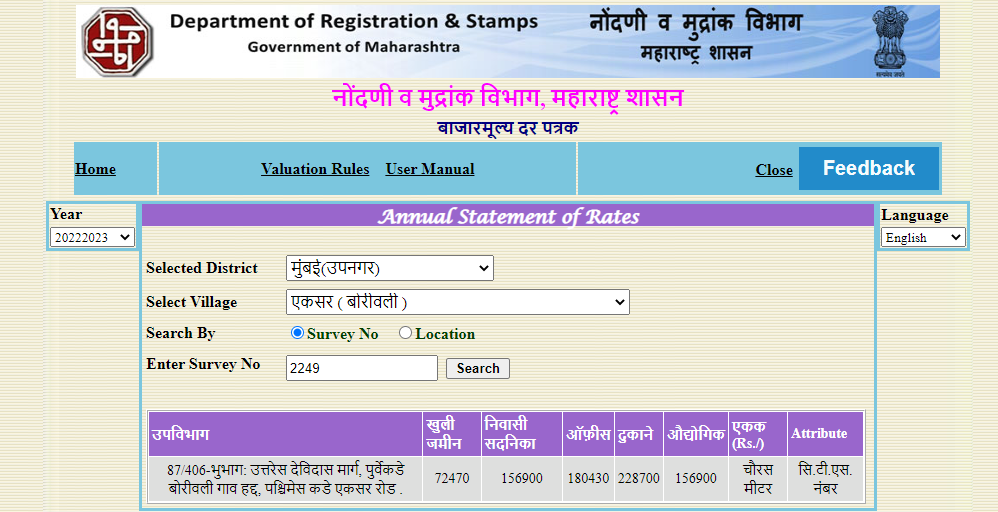 Department of Registration & Stamps
Government of Maharashtra
नोंदणी व मुद्रांक विभाग
महाराष्ट्र शासन
नोंदणी व मुद्रांक विभाग, महाराष्ट्र शासन
बाजारमूल्य दर पत्रक
Home Valuation Rules User Manual Close Feedback
Year Annual Statement of Rates Language
20222023 English
Selected District मुंबई(उपनगर)
Select Village एकसर ( बोरीवली )
Search By Survey No Location
Enter Survey No 2249 Search
उपविभाग खुली जमीन निवासी सदनिका ऑफ़ीस दुकाने औद्योगिक एकक (Rs./) Attribute
87/406-भुभाग: उत्तरेस देविदास मार्ग, पुर्वेकडे बोरीवली गाव हद्द, पश्चिमेस कडे एकसर रोड . 72470 156900 180430 228700 156900 चौरस मीटर सि.टी.एस. नंबर